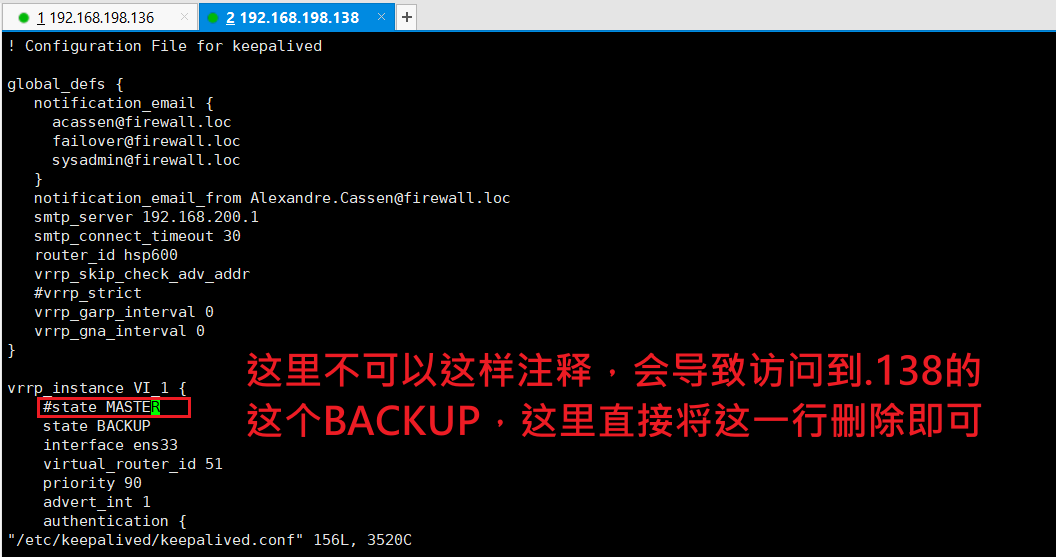 1 192.168.198.136 ×
2 192.168.198.138 × +
! Configuration File for keepalived
global_defs {
notification_email {
acassen@firewall.loc
failover@firewall.loc
sysadmin@firewall.loc
}
notification_email_from Alexandre.Cassen@firewall.loc
smtp_server 192.168.200.1
smtp_connect_timeout 30
router_id hsp600
vrrp_skip_check_adv_addr
#vrrp_strict
vrrp_garp_interval 0
vrrp_gna_interval 0
}
这里不可以这样注释，会导致访问到.138的
这个BACKUP，这里直接将这一行删除即可
vrrp_instance VI_1 {
#state MASTER
state BACKUP
interface ens33
virtual_router_id 51
priority 90
advert_int 1
authentication {
"/etc/keepalived/keepalived.conf" 156L, 3520C